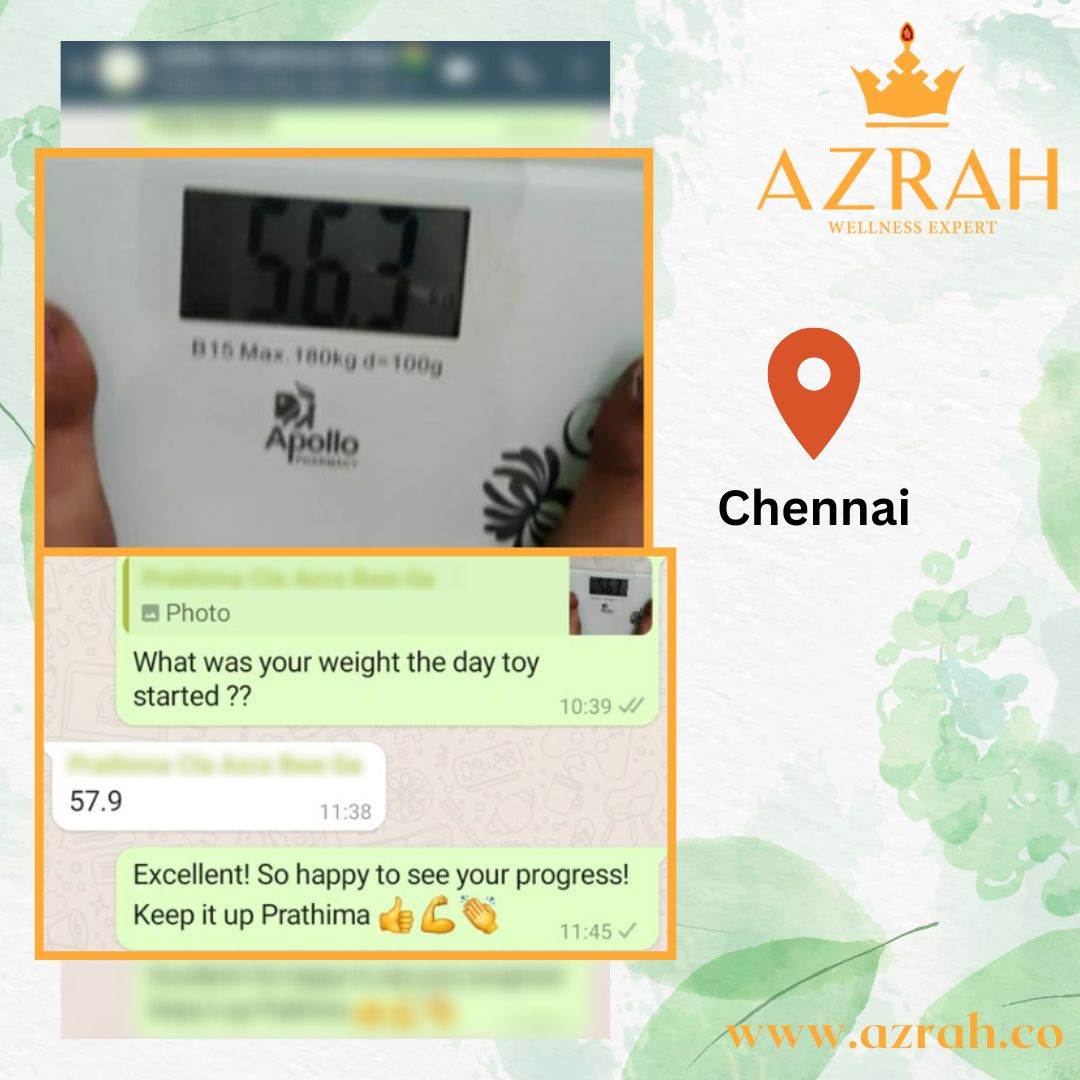 AZRAH
WELLNESS EXPERT
56.3 kg
B15 Max. 180kg d=100g
Apollo
PHARMACY
Chennai
Photo
What was your weight the day toy
started ??
10:39
57.9
11:38
Excellent! So happy to see your progress!
Keep it up Prathima 👍💪👏
11:45
www.azrah.co